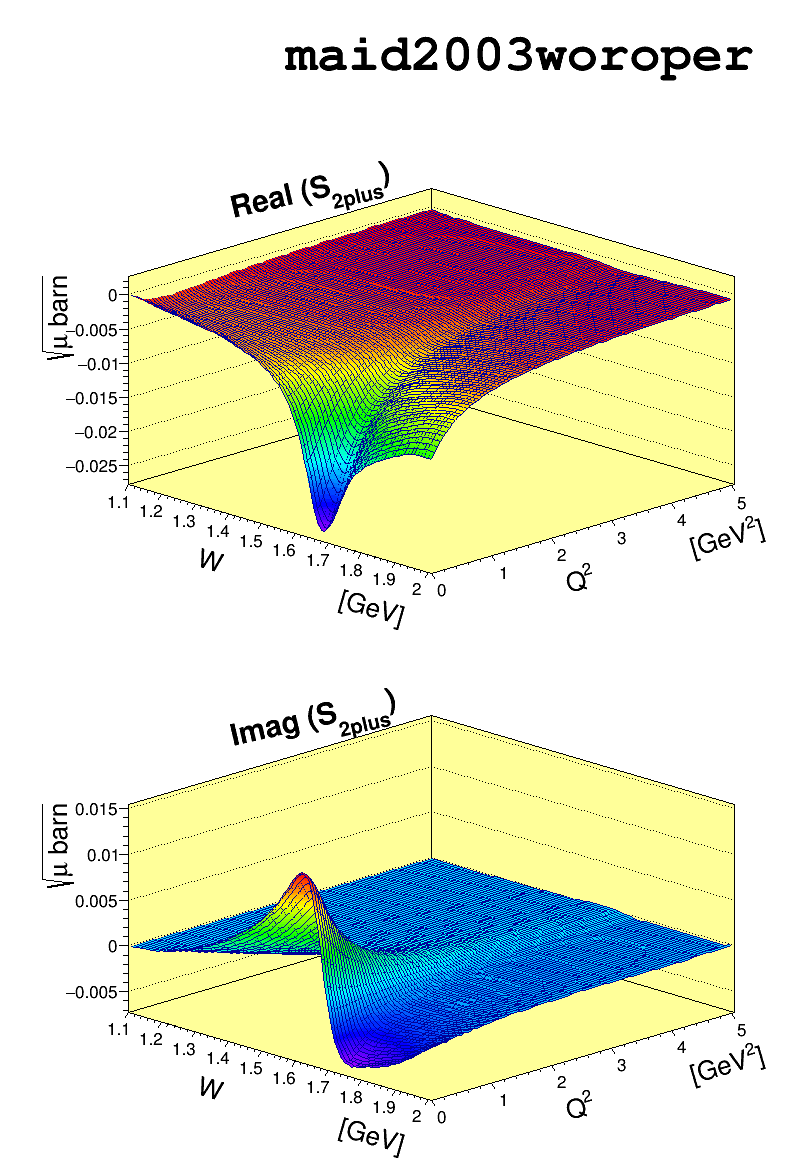 maid2003woroper
Real (S2plus)
√μ barn
0
−0.005
−0.01
−0.015
−0.02
−0.025
1.1 1.2 1.3 1.4 1.5 1.6 1.7 1.8 1.9 2
W
[GeV]
0 1 2 3 4 5
Q²
[GeV²]
Imag (S2plus)
√μ barn
0.015
0.01
0.005
0
−0.005
1.1 1.2 1.3 1.4 1.5 1.6 1.7 1.8 1.9 2
W
[GeV]
0 1 2 3 4 5
Q²
[GeV²]